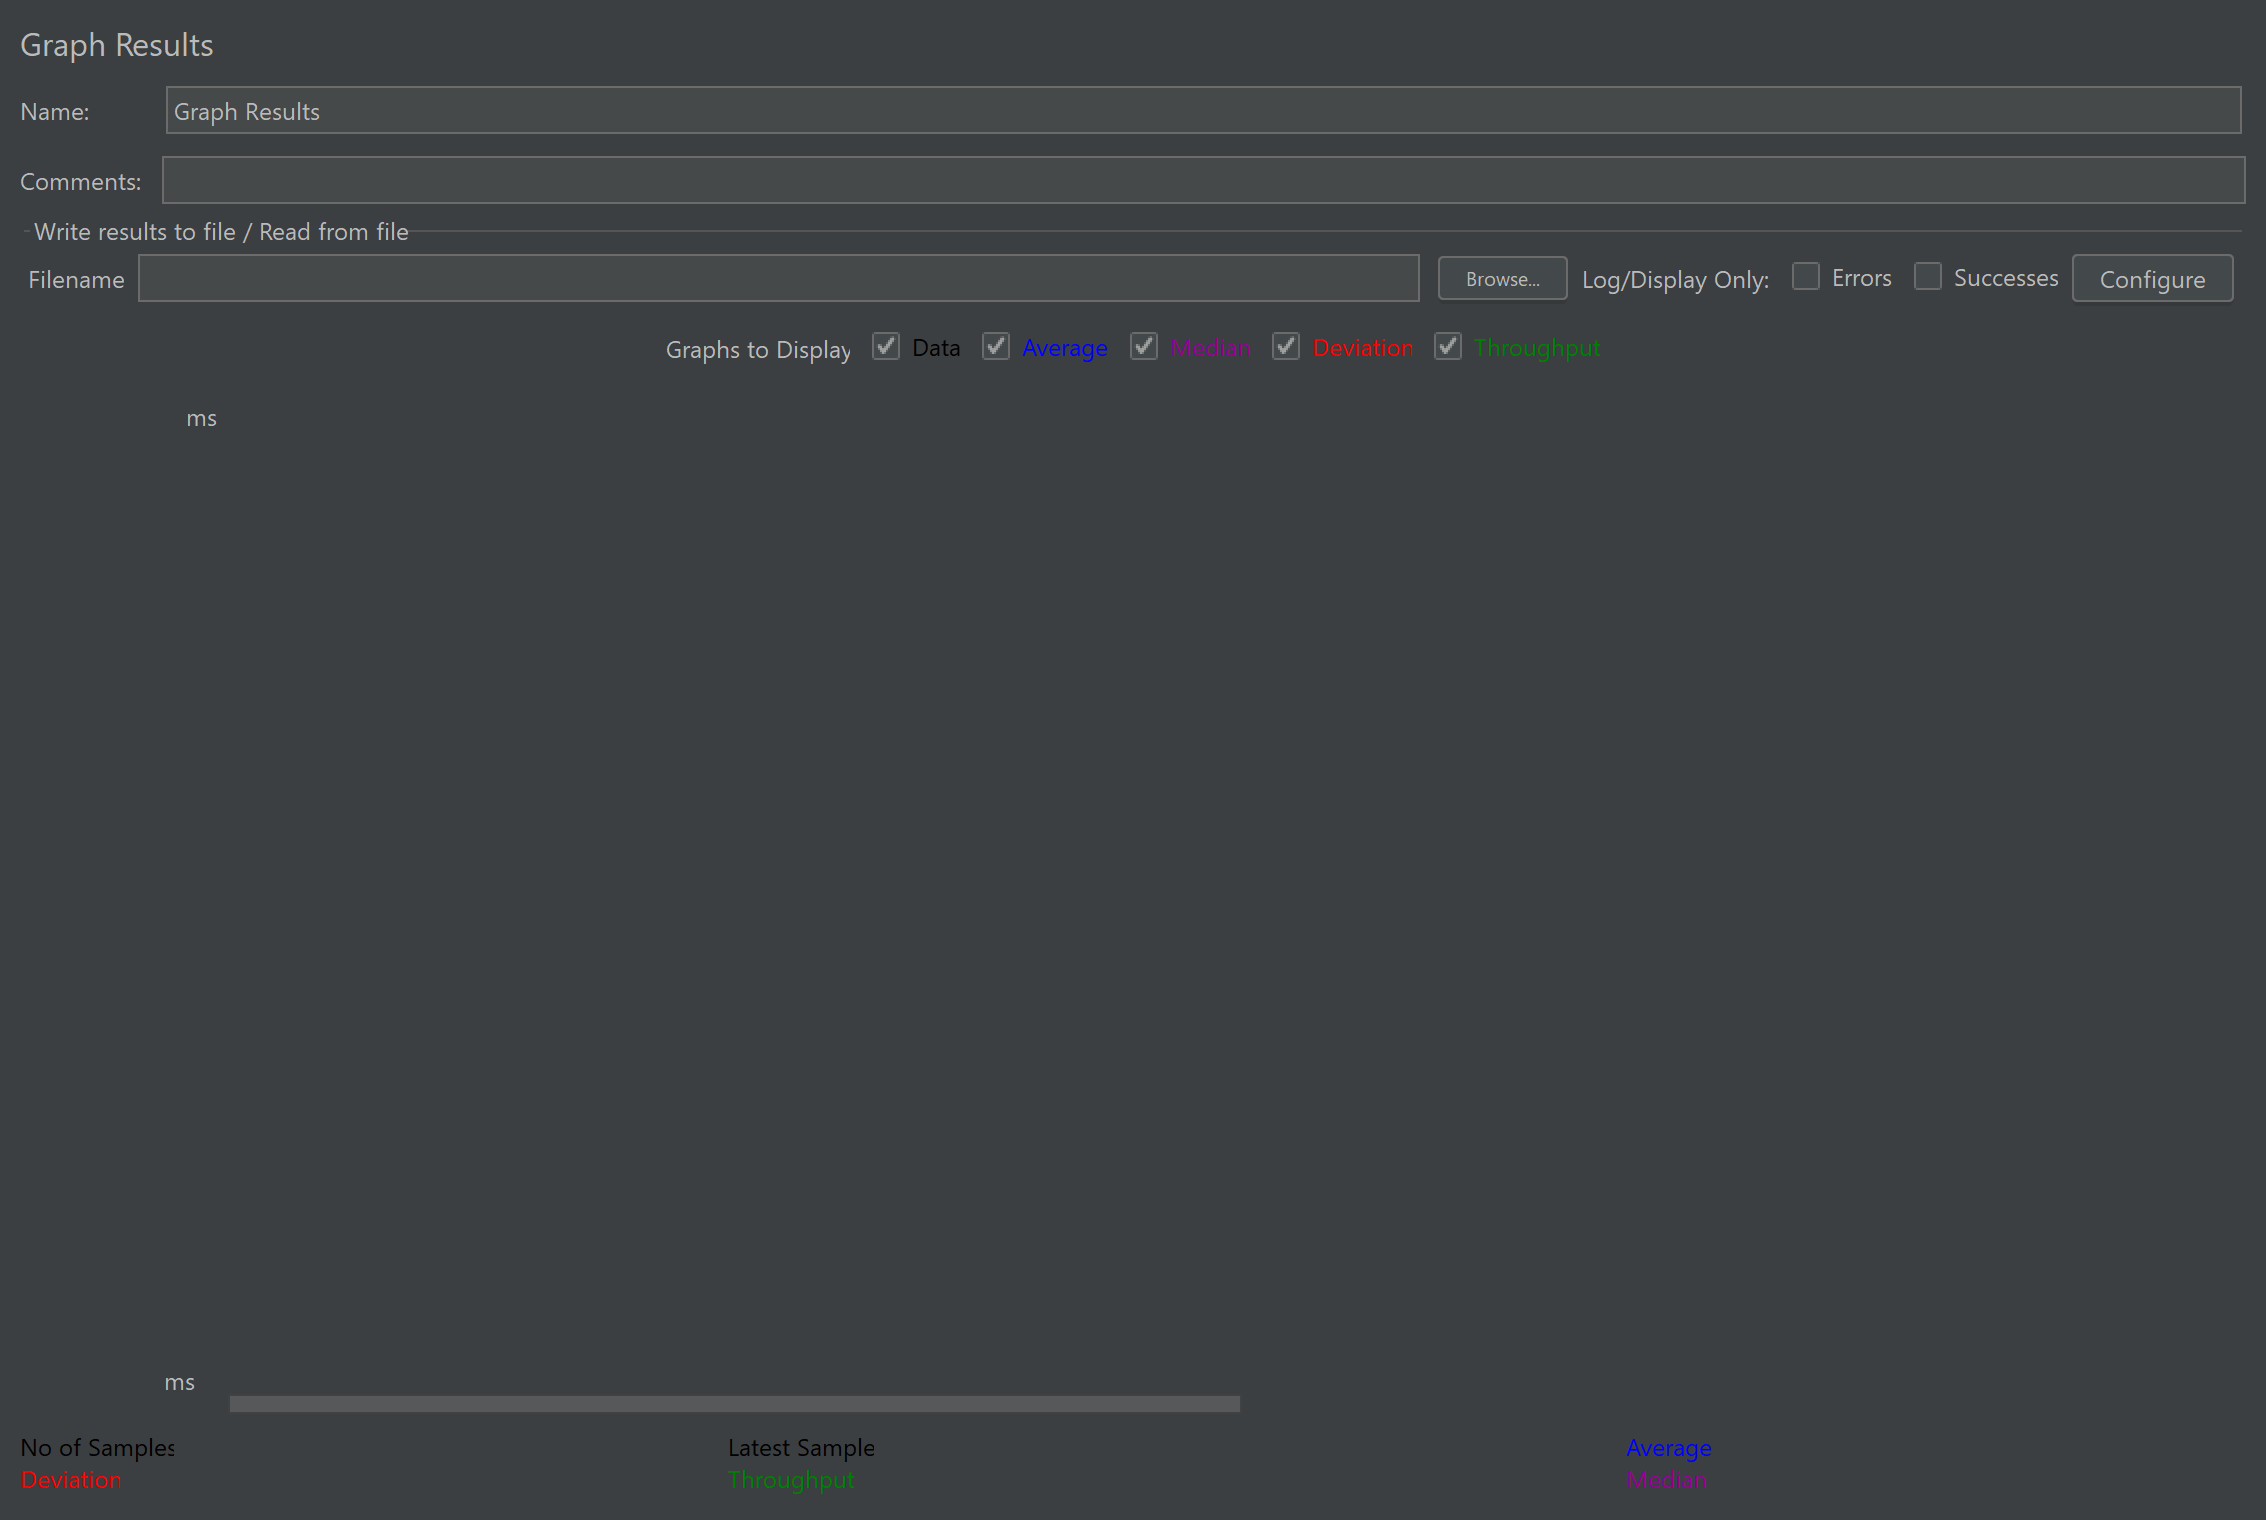 Graph Results
Name: Graph Results
Comments:
Write results to file / Read from file
Filename Browse... Log/Display Only: Errors Successes Configure
Graphs to Display Data Average Median Deviation Throughput
ms
ms
No of Samples Latest Sample Average
Deviation Throughput Median